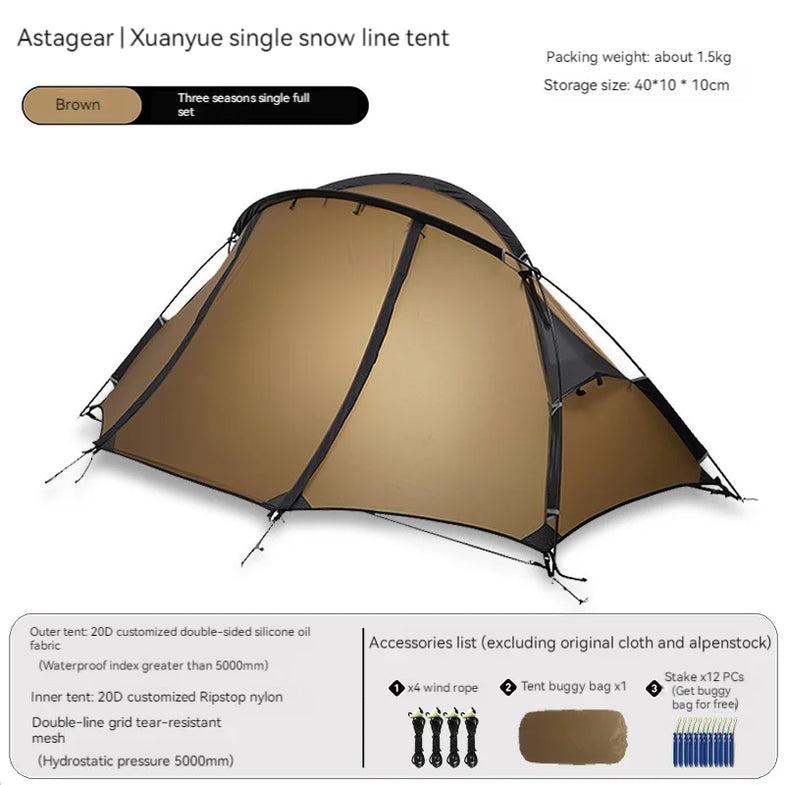 Astagear | Xuanyue single snow line tent
Packing weight: about 1.5kg
Storage size: 40*10 * 10cm
Brown
Three seasons single full
set
Outer tent: 20D customized double-sided silicone oil
fabric
(Waterproof index greater than 5000mm)
Inner tent: 20D customized Ripstop nylon
Double-line grid tear-resistant
mesh
(Hydrostatic pressure 5000mm)
Accessories list (excluding original cloth and alpenstock)
1 x4 wind rope
2 Tent buggy bag x1
3 Stake x12 PCs
(Get buggy
bag for free)